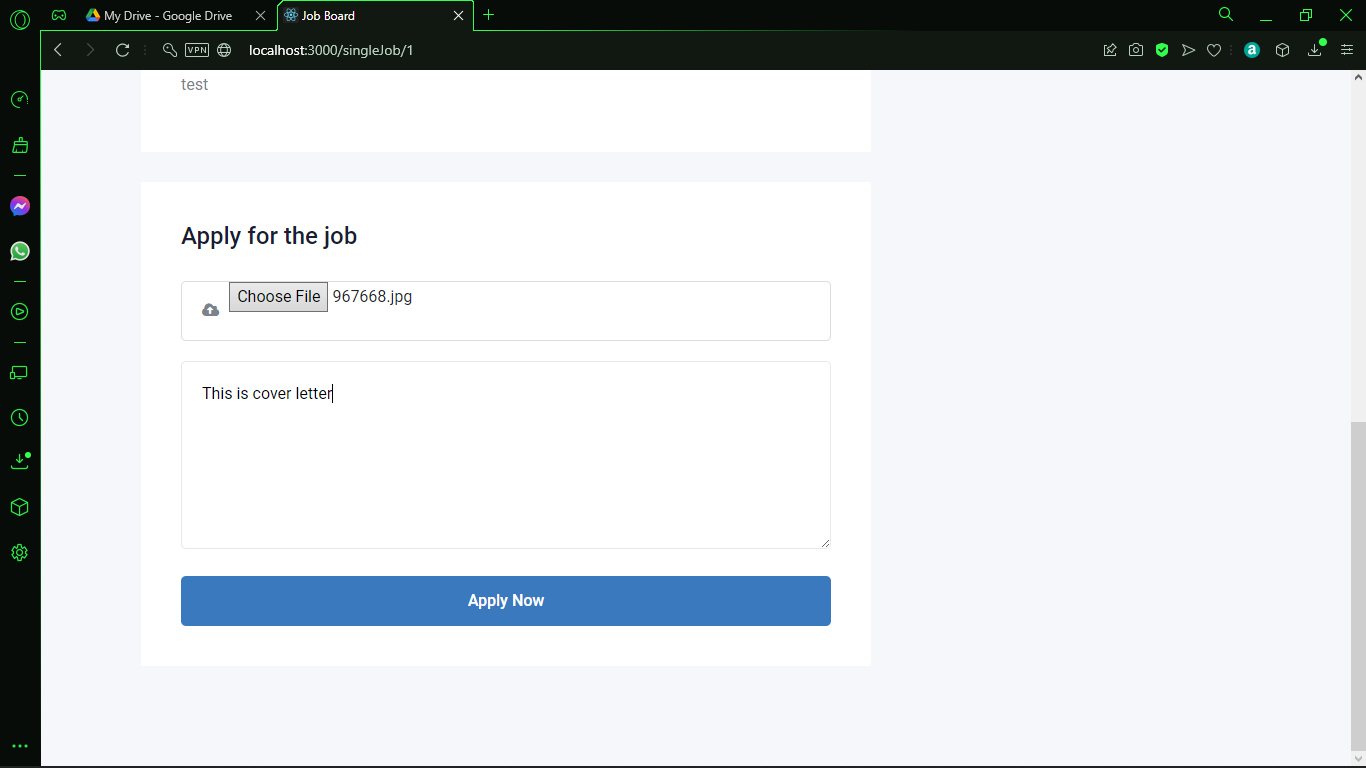 My Drive - Google Drive
Job Board
VPN
localhost:3000/singleJob/1
a
test
Apply for the job
Choose File 967668.jpg
This is cover letter
Apply Now